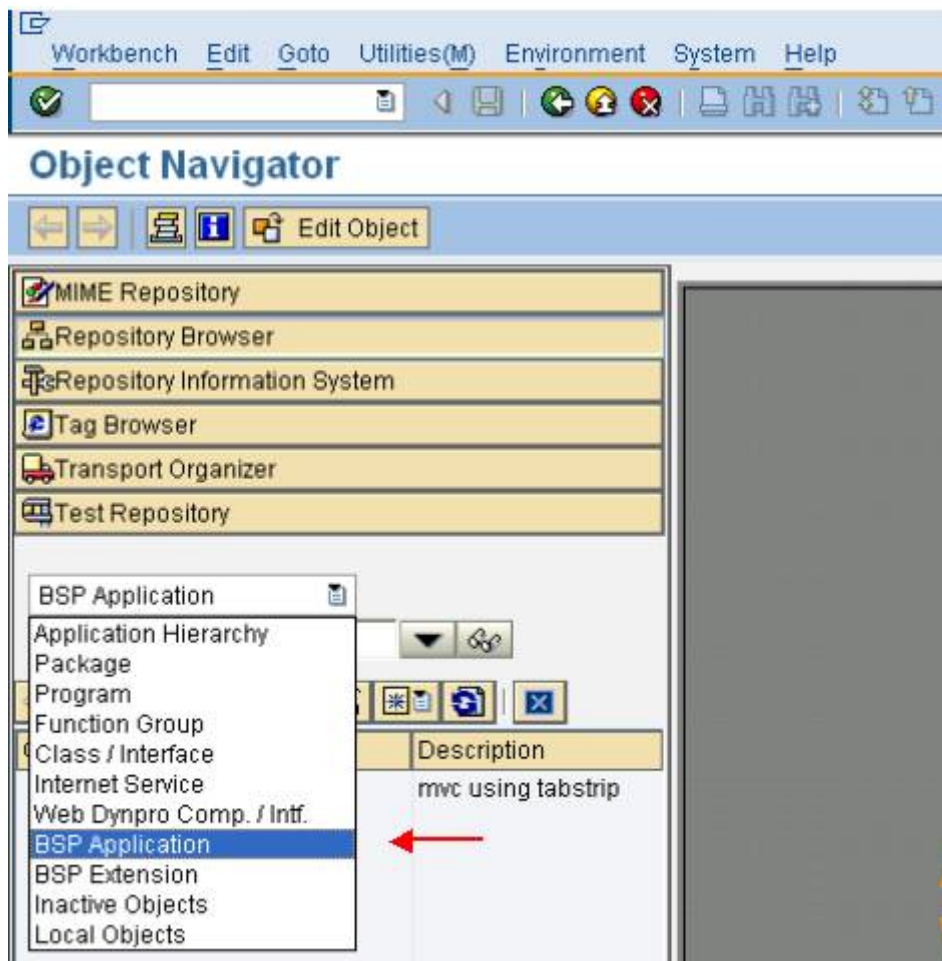 Workbench Edit Goto Utilities(M) Environment System Help
Object Navigator
Edit Object
MIME Repository
Repository Browser
Repository Information System
Tag Browser
Transport Organizer
Test Repository
BSP Application
Application Hierarchy
Package
Program
Function Group
Class / Interface
Description
Internet Service
mvc using tabstrip
Web Dynpro Comp. / Intf.
BSP Application
BSP Extension
Inactive Objects
Local Objects